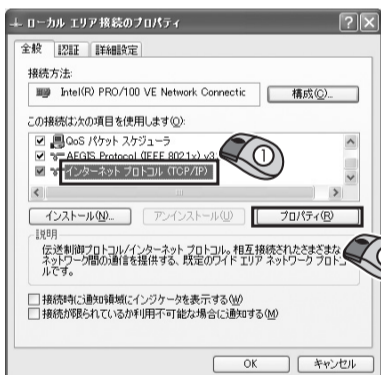 ローカル エリア接続のプロパティ
全般 認証 詳細設定
接続方法:
Intel(R) PRO/100 VE Network Connectic 構成(C)...
この接続は次の項目を使用します(O):
QoS パケット スケジューラ
AEGIS Protocol (IEEE 802.1x) v3.
①
インターネット プロトコル (TCP/IP)
インストール(N)... アンインストール(U) プロパティ(R)
説明
伝送制御プロトコル/インターネット プロトコル。相互接続されたさまざまな
ネットワーク間の通信を提供する、既定のワイド エリア ネットワーク プロトコ
ルです。
接続時に通知領域にインジケータを表示する(W)
接続が限られているか利用不可能な場合に通知する(M)
OK キャンセル